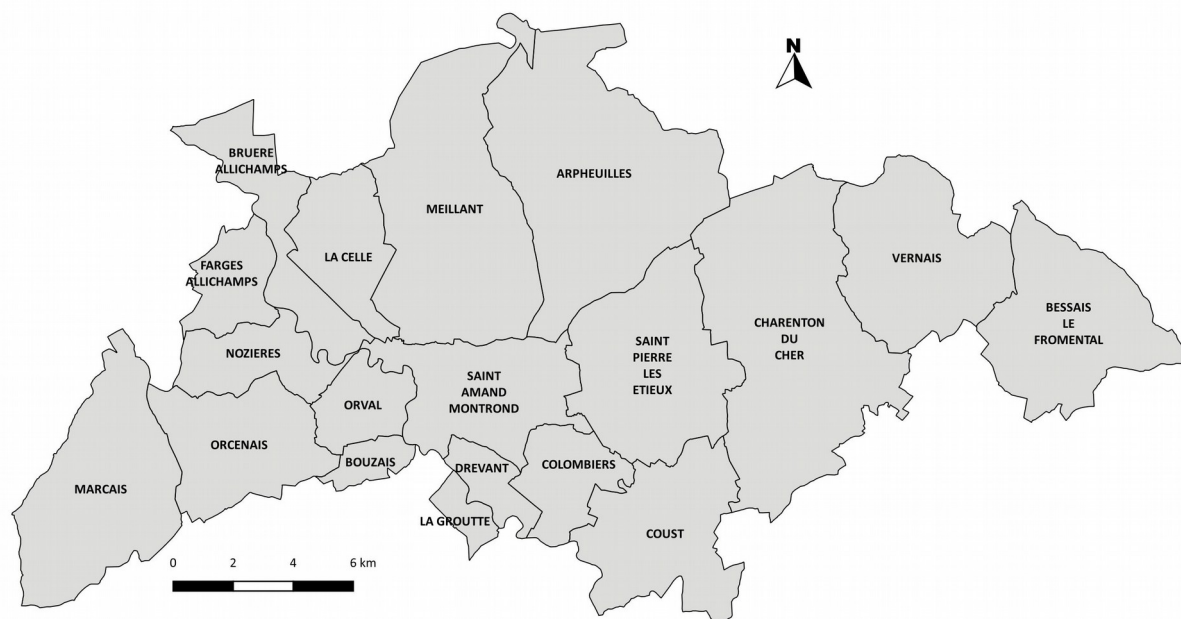 N
BRUERE
ALLICHAMPS
ARPHEUILLES
MEILLANT
LA CELLE
VERNAIS
FARGES
ALLICHAMPS
BESSAIS
LE
FROMENTAL
CHARENTON
DU
CHER
SAINT
PIERRE
LES
ETIEUX
NOZIERES
SAINT
AMAND
MONTROND
ORVAL
ORCENAIS
BOUZAIS
DREVANT
COLOMBIERS
MARCAIS
LA GROUTTE
COUST
0 2 4 6 km